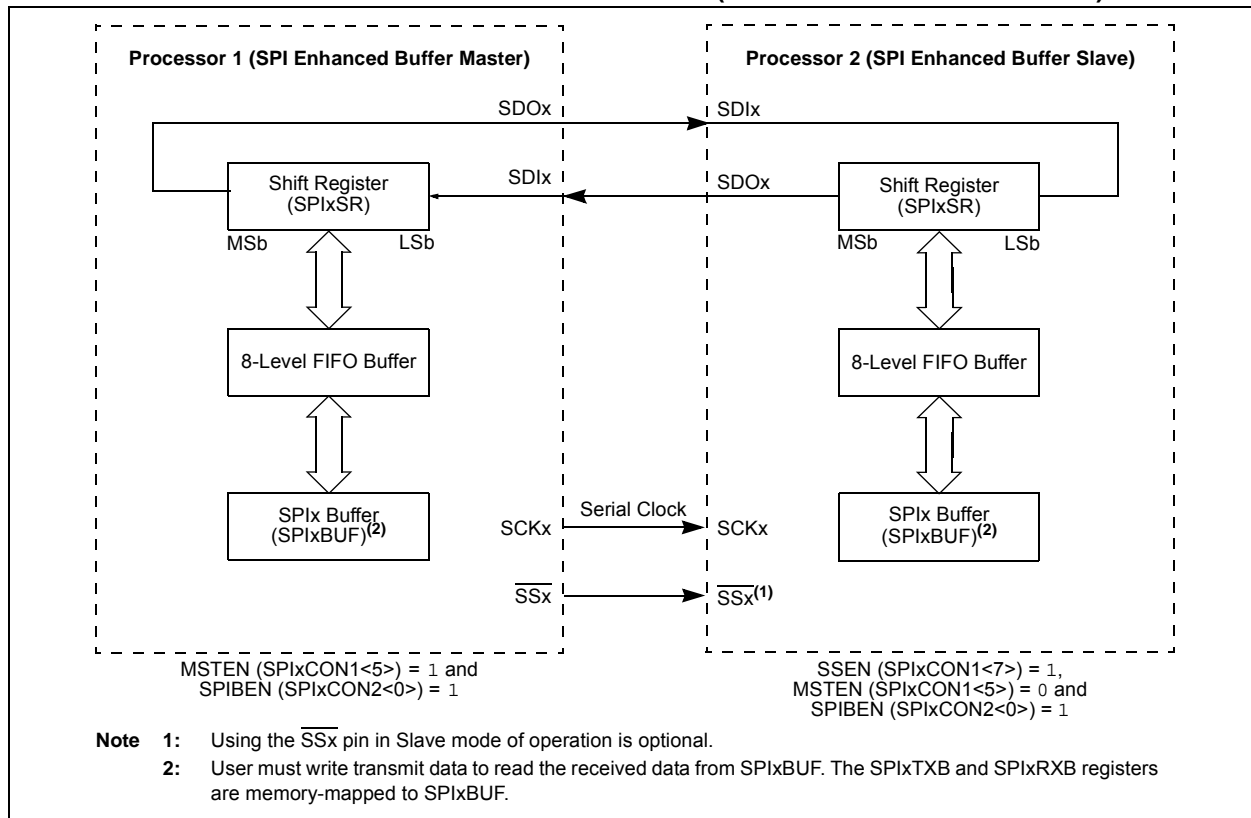 Processor 1 (SPI Enhanced Buffer Master)
Processor 2 (SPI Enhanced Buffer Slave)
SDOx
SDIx
Shift Register
(SPIxSR)
SDIx
SDOx
Shift Register
(SPIxSR)
MSb
LSb
MSb
LSb
8-Level FIFO Buffer
8-Level FIFO Buffer
SPIx Buffer
(SPIxBUF)(2)
SCKx
Serial Clock
SCKx
SPIx Buffer
(SPIxBUF)(2)
SSx
SSx(1)
MSTEN (SPIxCON1<5>) = 1 and
SPIBEN (SPIxCON2<0>) = 1
SSEN (SPIxCON1<7>) = 1,
MSTEN (SPIxCON1<5>) = 0 and
SPIBEN (SPIxCON2<0>) = 1
Note 1: Using the SSx pin in Slave mode of operation is optional.
2: User must write transmit data to read the received data from SPIxBUF. The SPIxTXB and SPIxRXB registers
are memory-mapped to SPIxBUF.